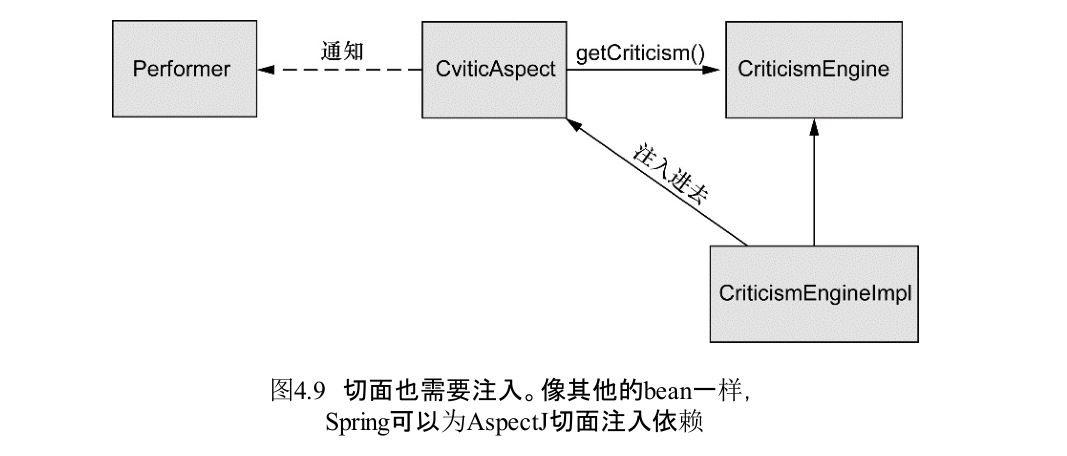 通知
Performer
CviticAspect
getCriticism()
CriticismEngine
注入进去
CriticismEngineImpl
图4.9 切面也需要注入。像其他的bean一样，
Spring可以为AspectJ切面注入依赖